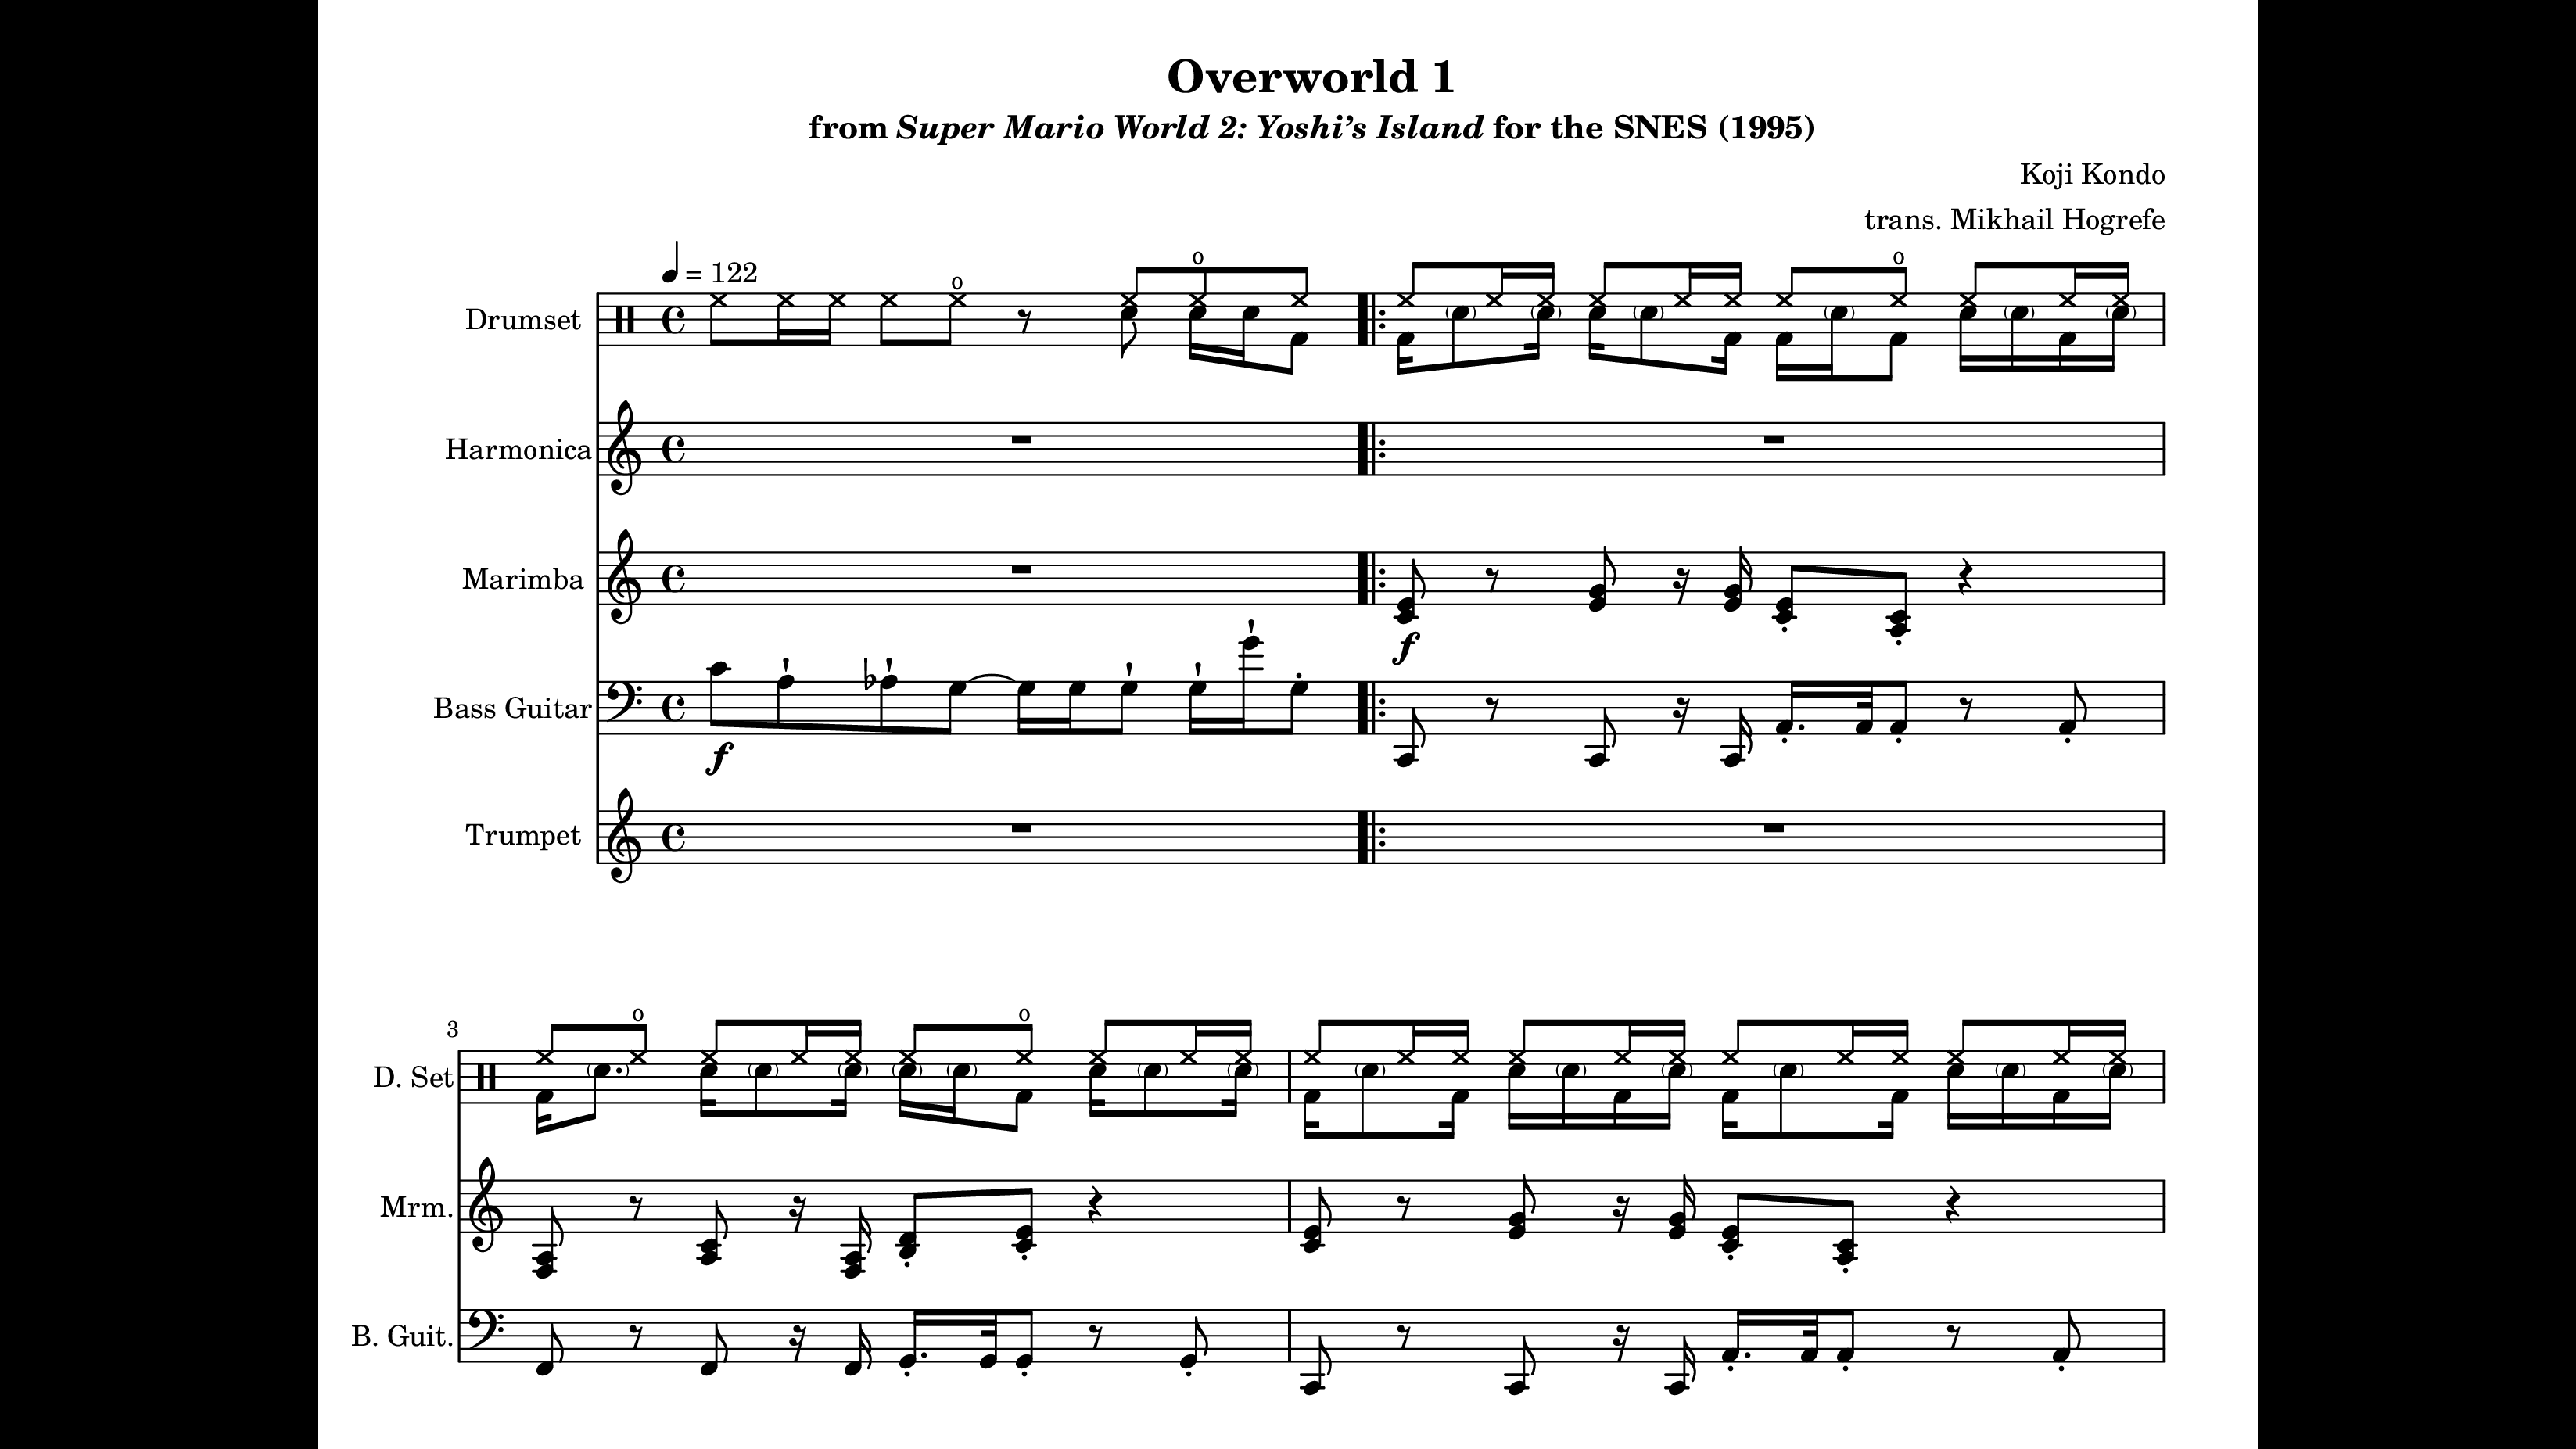 Overworld 1
from Super Mario World 2: Yoshi’s Island for the SNES (1995)
Koji Kondo
trans. Mikhail Hogrefe
= 122
Drumset
Harmonica
Marimba
f
Bass Guitar
f
Trumpet
3
D. Set
Mrm.
B. Guit.